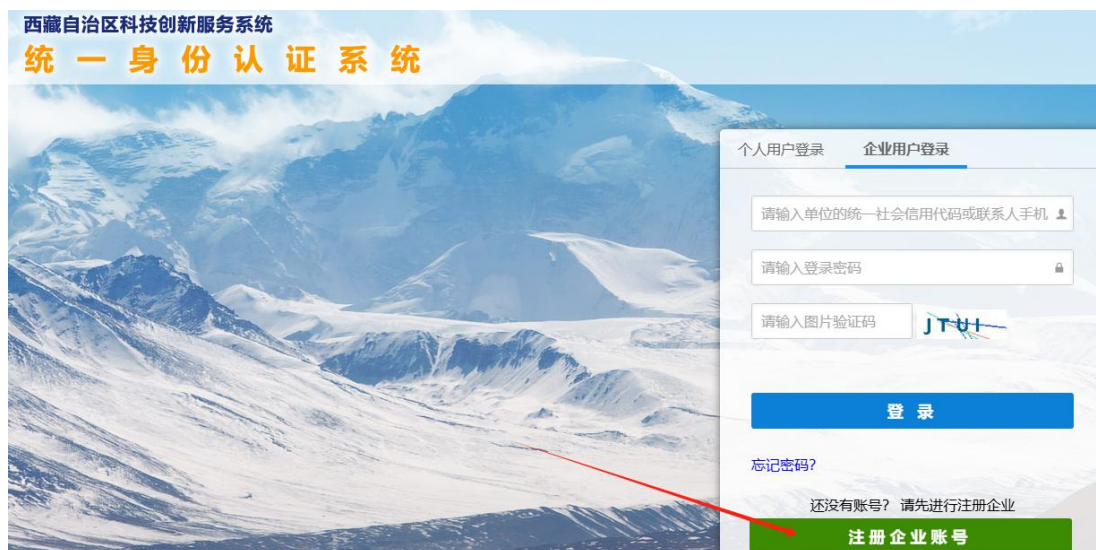 西藏自治区科技创新服务系统
统一身份认证系统
个人用户登录 企业用户登录
请输入单位的统一社会信用代码或联系人手机
请输入登录密码
请输入图片验证码 JTUI
登录
忘记密码?
还没有账号? 请先进行注册企业
注册企业账号